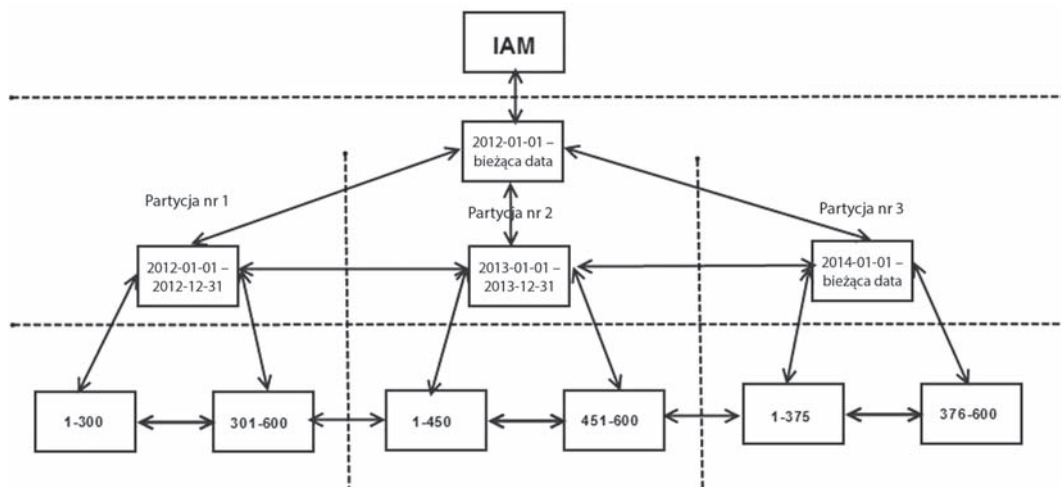 IAM
2012-01-01 –
bieżąca data
Partycja nr 1
Partycja nr 2
Partycja nr 3
2012-01-01 –
2012-12-31
2013-01-01 –
2013-12-31
2014-01-01 –
bieżąca data
1-300
301-600
1-450
451-600
1-375
376-600